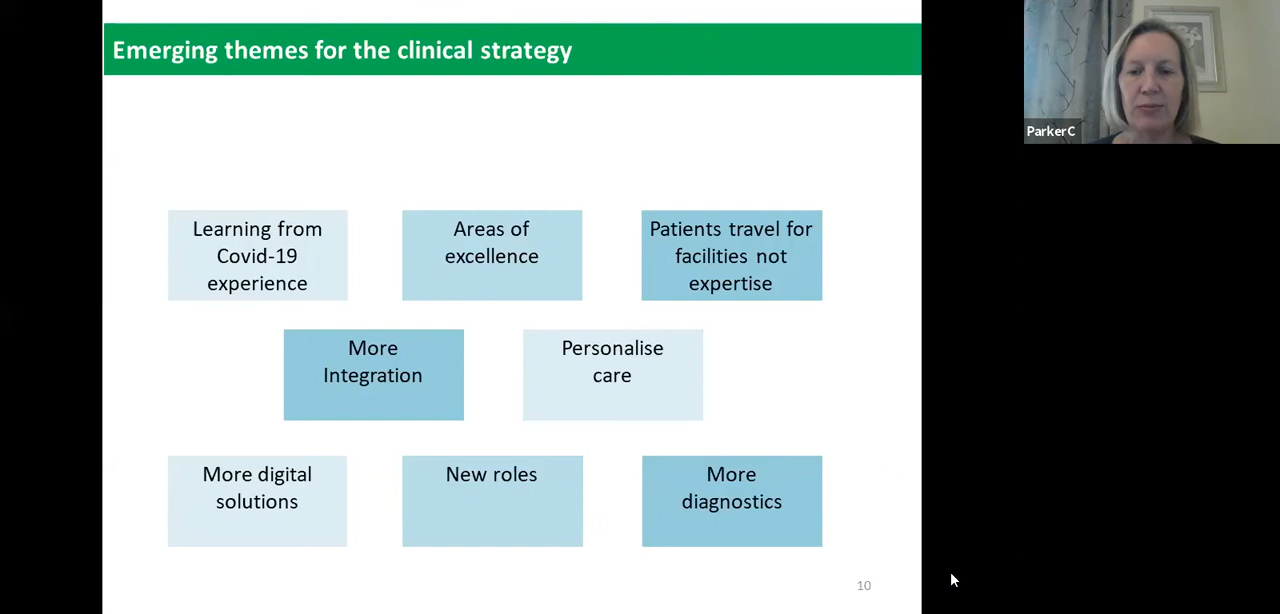 Emerging themes for the clinical strategy
ParkerC
Learning from
Covid-19
experience
Areas of
excellence
Patients travel for
facilities not
expertise
More
Integration
Personalise
care
More digital
solutions
New roles
More
diagnostics
10